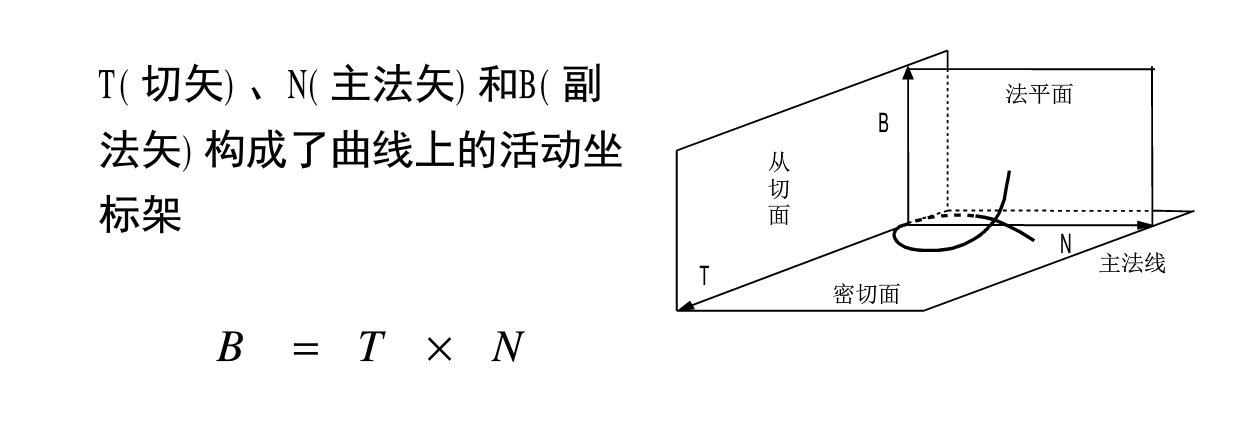 T( 切矢) 、N( 主法矢) 和B( 副
法矢) 构成了曲线上的活动坐
标架
B = T × N
法平面
B
从
切
面
N
主法线
T
密切面